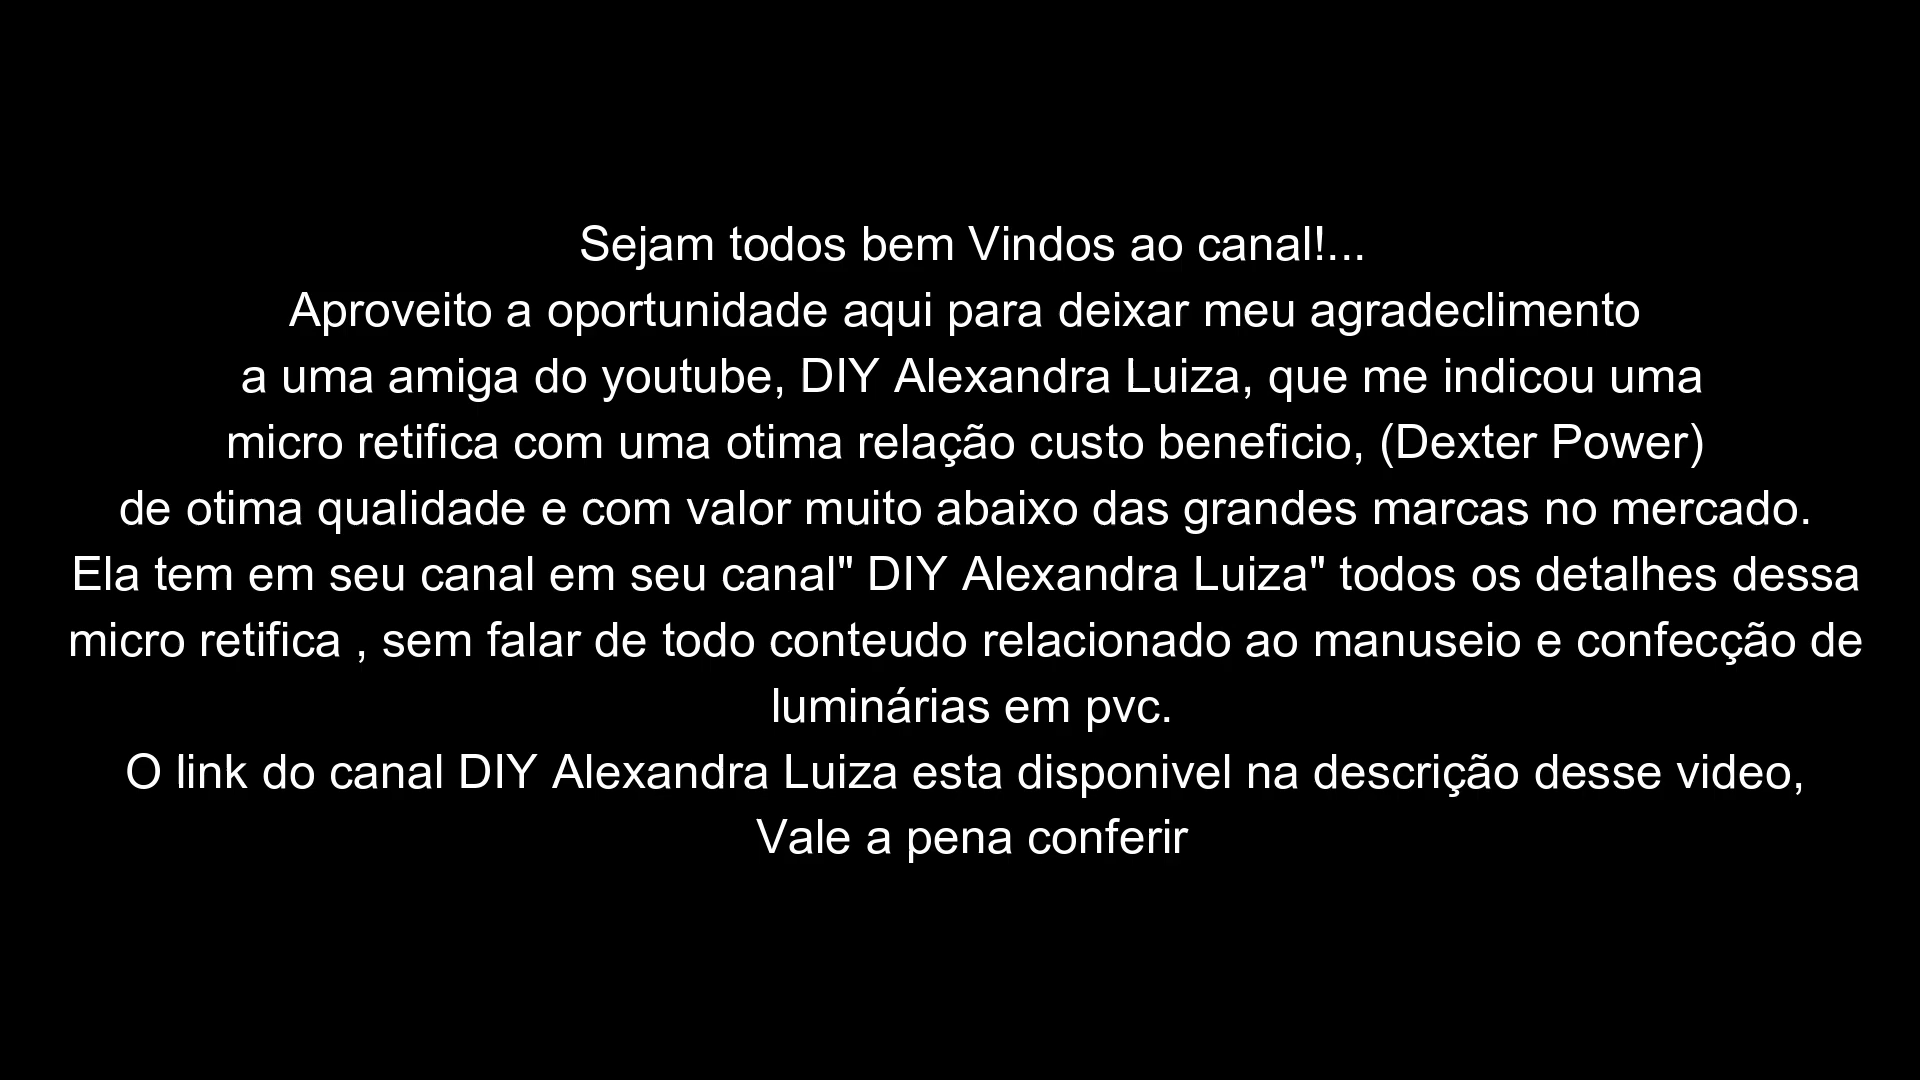 Sejam todos bem Vindos ao canal!...
Aproveito a oportunidade aqui para deixar meu agradeclimento
a uma amiga do youtube, DIY Alexandra Luiza, que me indicou uma
micro retifica com uma otima relação custo beneficio, (Dexter Power)
de otima qualidade e com valor muito abaixo das grandes marcas no mercado.
Ela tem em seu canal em seu canal" DIY Alexandra Luiza" todos os detalhes dessa
micro retifica , sem falar de todo conteudo relacionado ao manuseio e confecção de
luminárias em pvc.
O link do canal DIY Alexandra Luiza esta disponivel na descrição desse video,
Vale a pena conferir